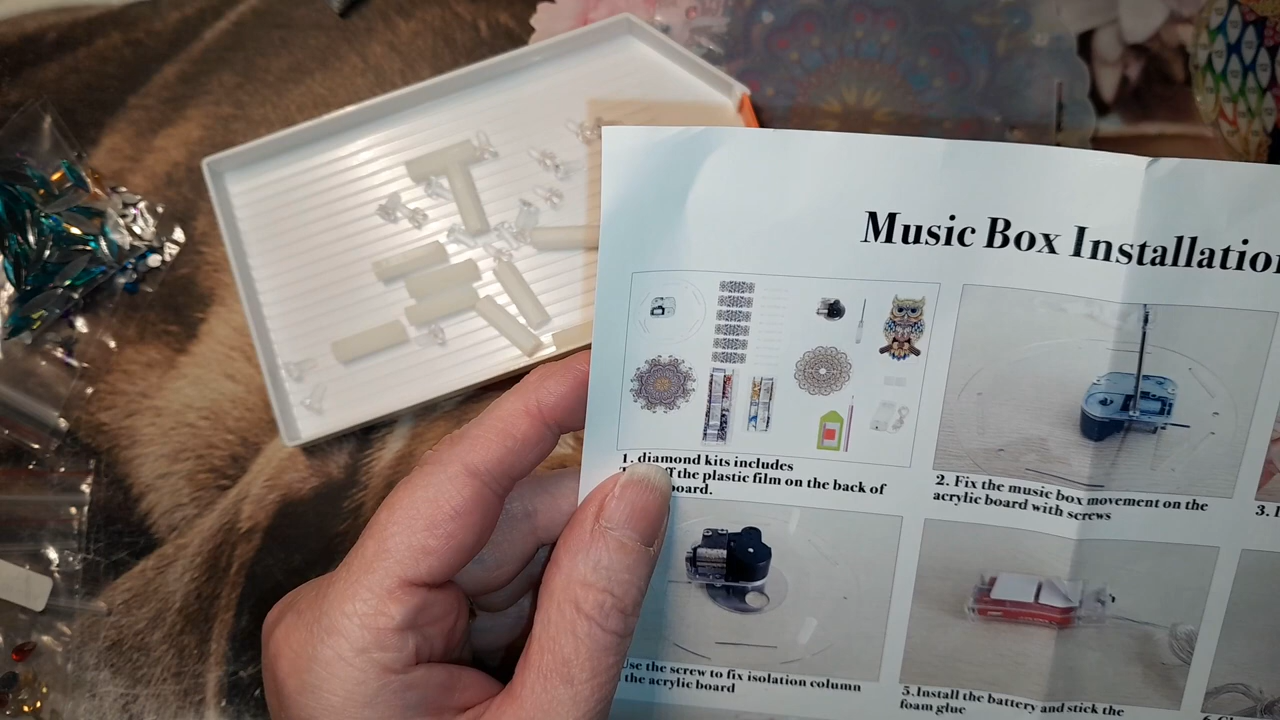 Music Box Installation
1. diamond kits includes
off the plastic film on the back of
board.
2. Fix the music box movement on the
acrylic board with screws
3.
Use the screw to fix isolation column
the acrylic board
5.Install the battery and stick the
foam glue